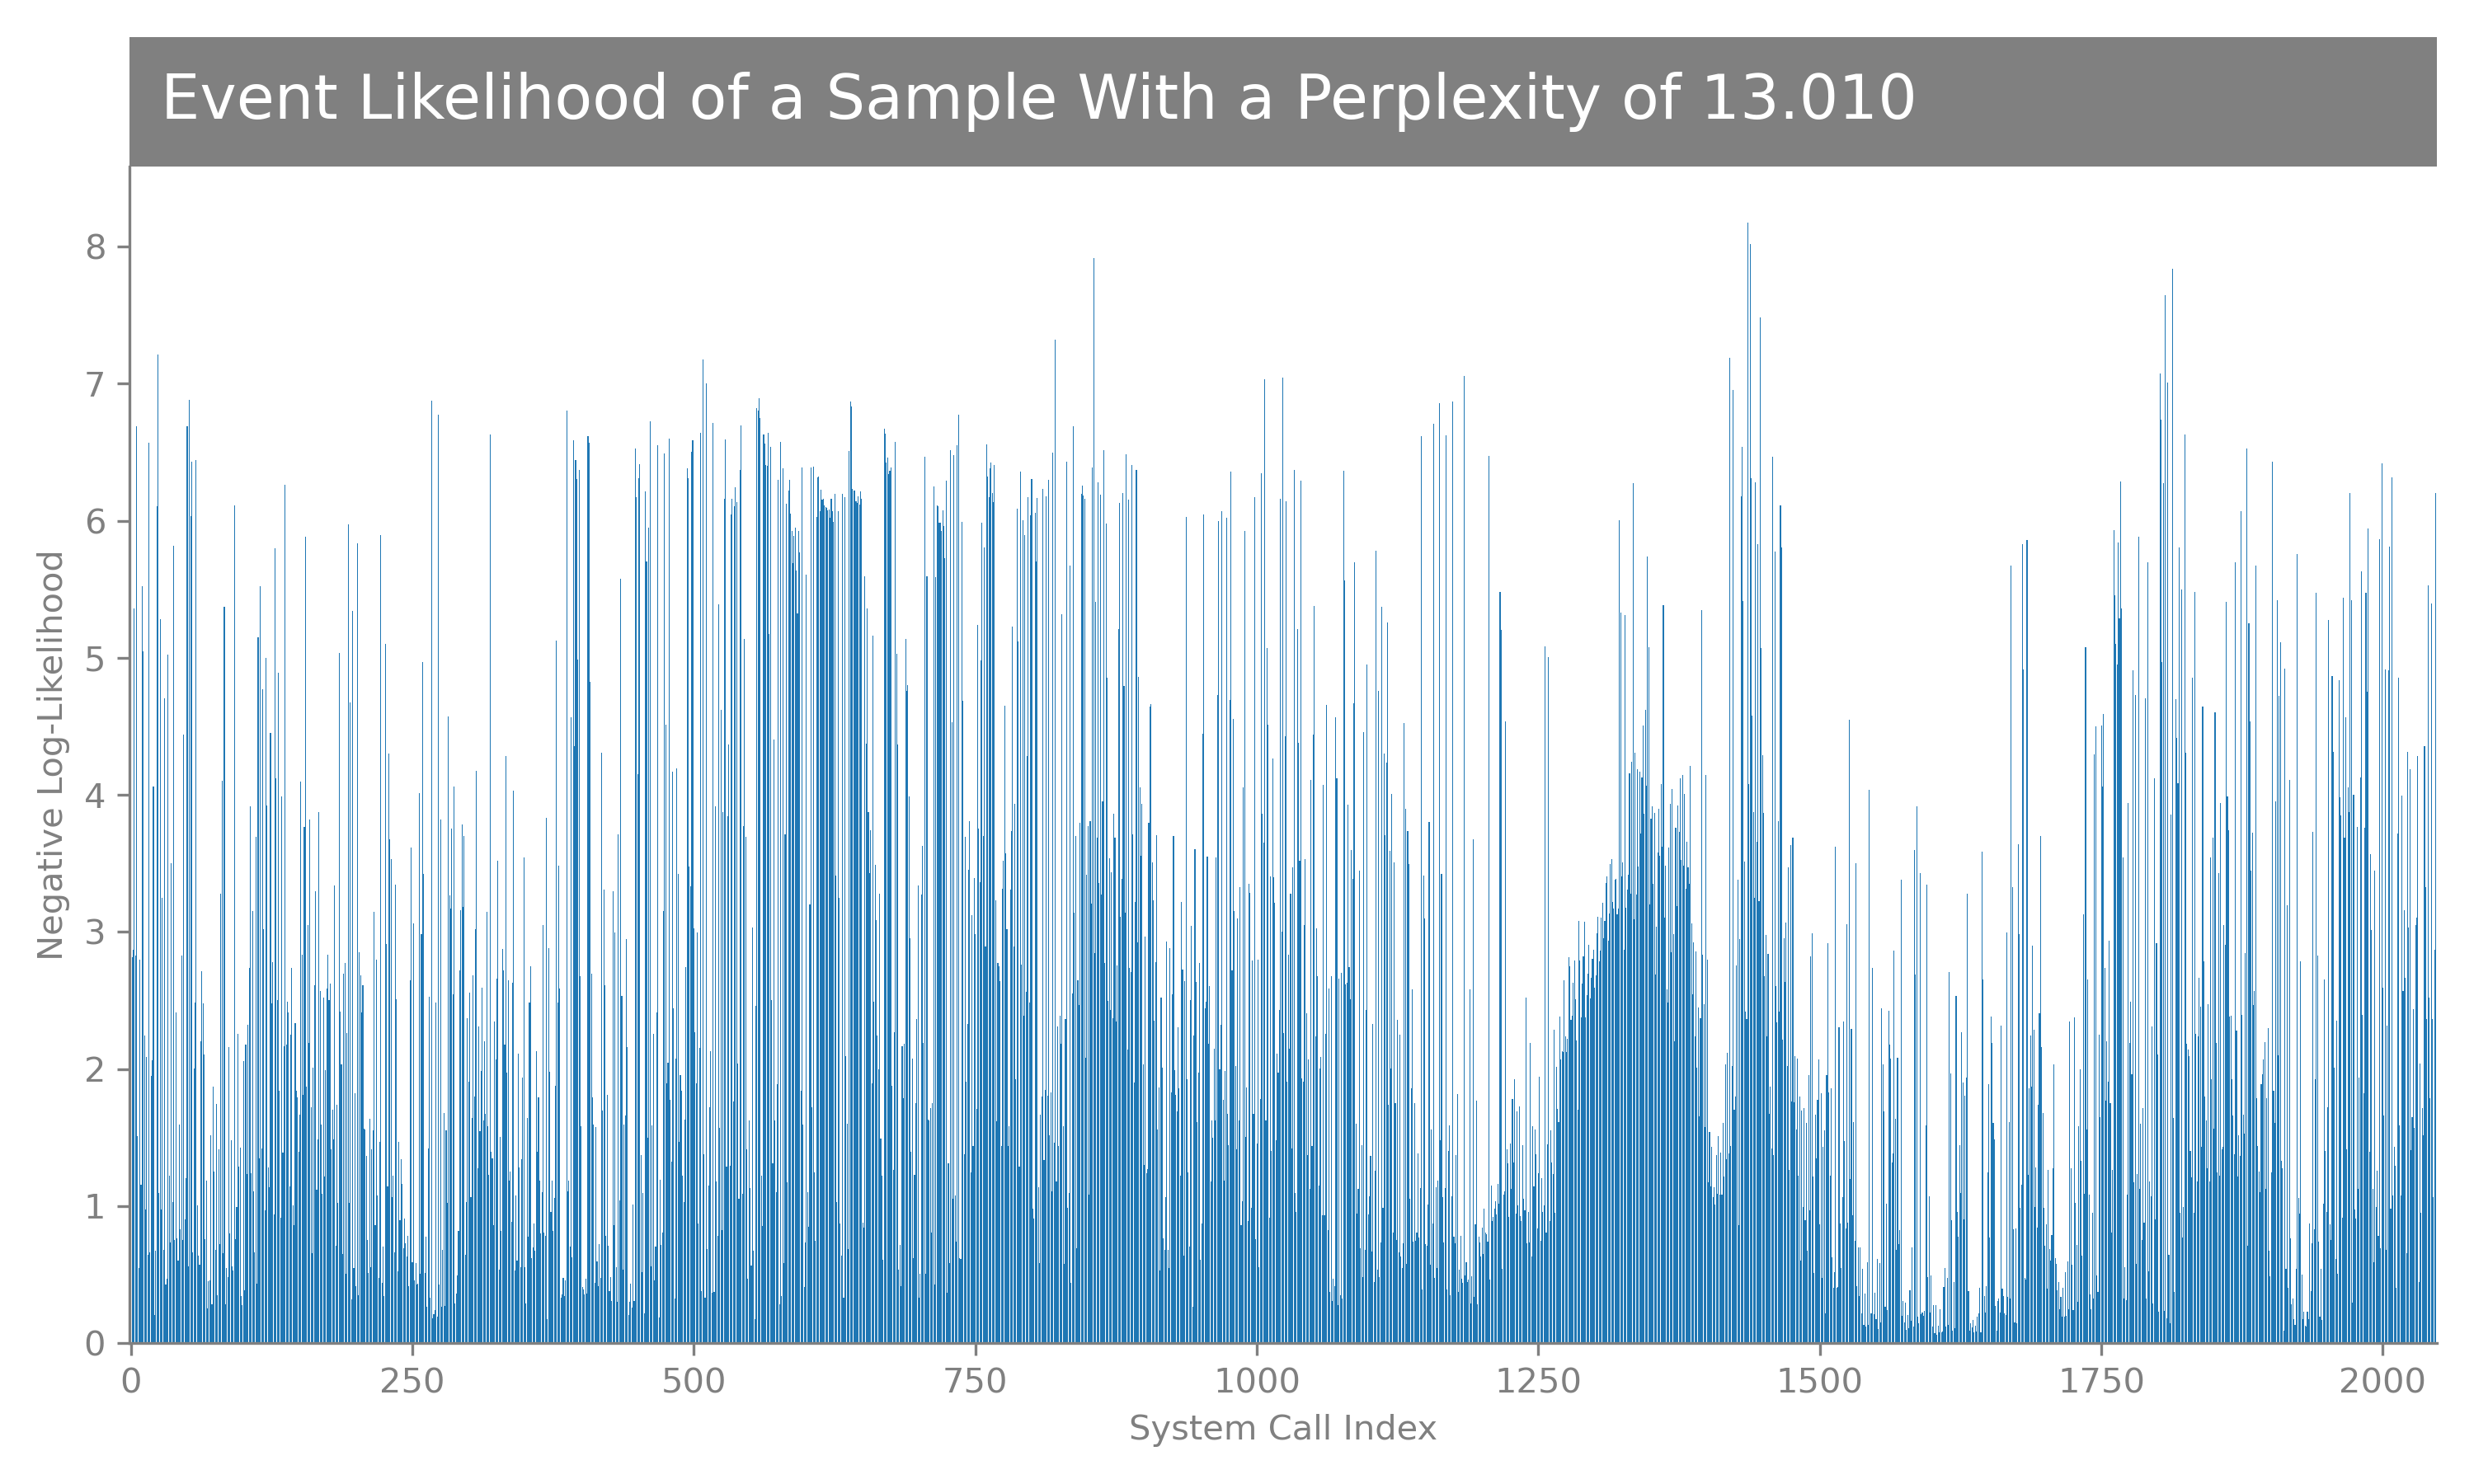 Event Likelihood of a Sample With a Perplexity of 13.010
8
7
6
5
4
3
2
1
0
Negative Log-Likelihood
0 250 500 750 1000 1250 1500 1750 2000
System Call Index